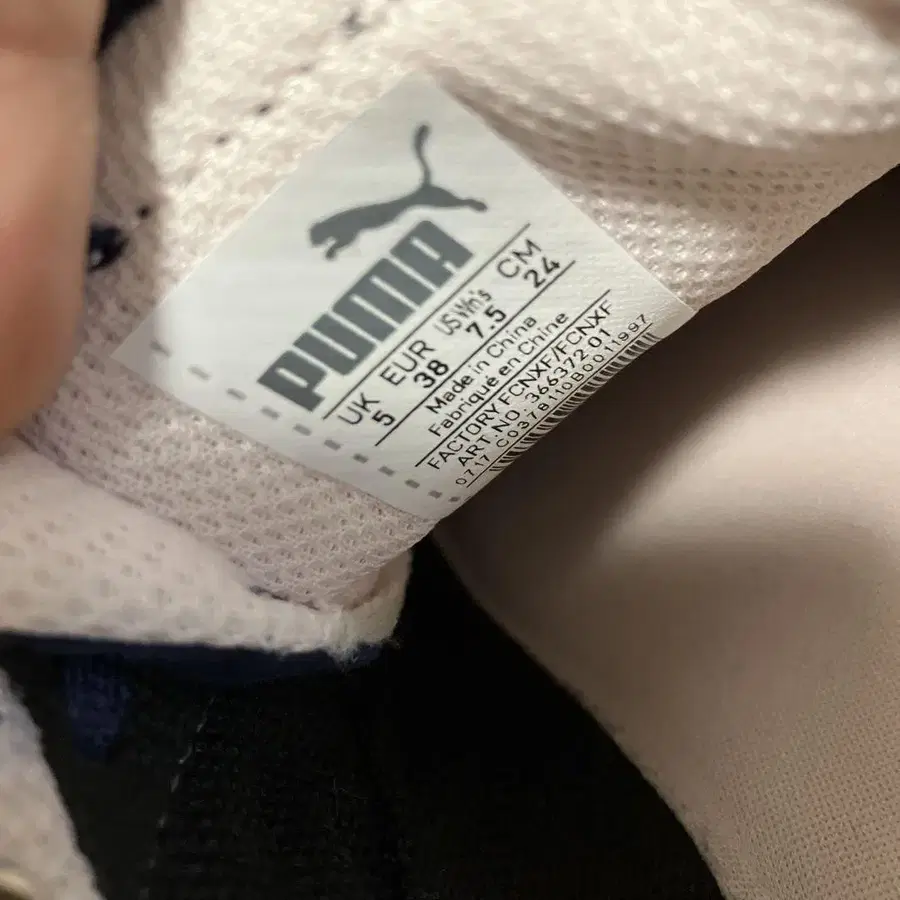 PUMA
UK EUR US Wn's CM
5 38 7.5 24
Made in China
Fabriqué en Chine
FACTORY FCNXF/FCNXF
ART.NO: 366372 01
0717 C037811080011997